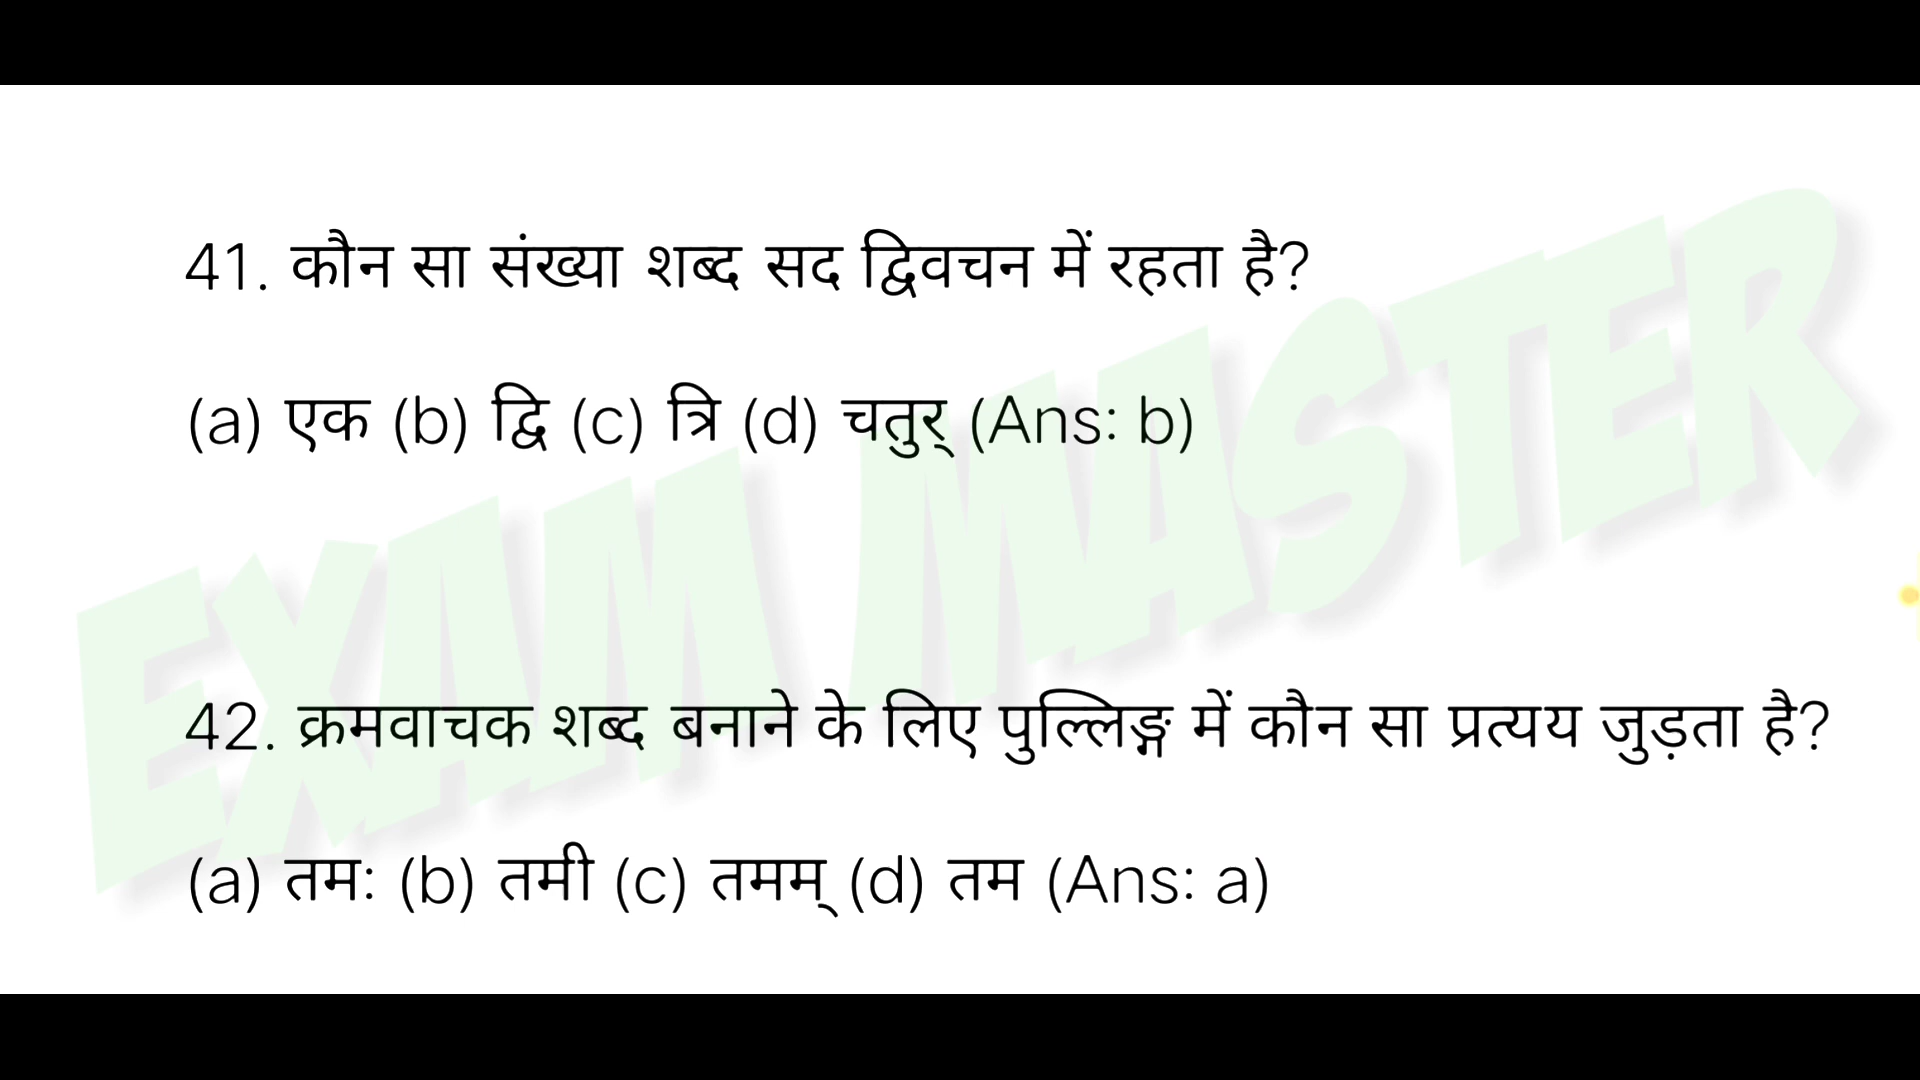 41. कौन सा संख्या शब्द सद द्विवचन में रहता है?
(a) एक (b) द्वि (c) त्रि (d) चतुर् (Ans: b)
EXAM MASTER
42. क्रमवाचक शब्द बनाने के लिए पुल्लिङ्ग में कौन सा प्रत्यय जुड़ता है?
(a) तमः (b) तमी (c) तमम् (d) तम (Ans: a)